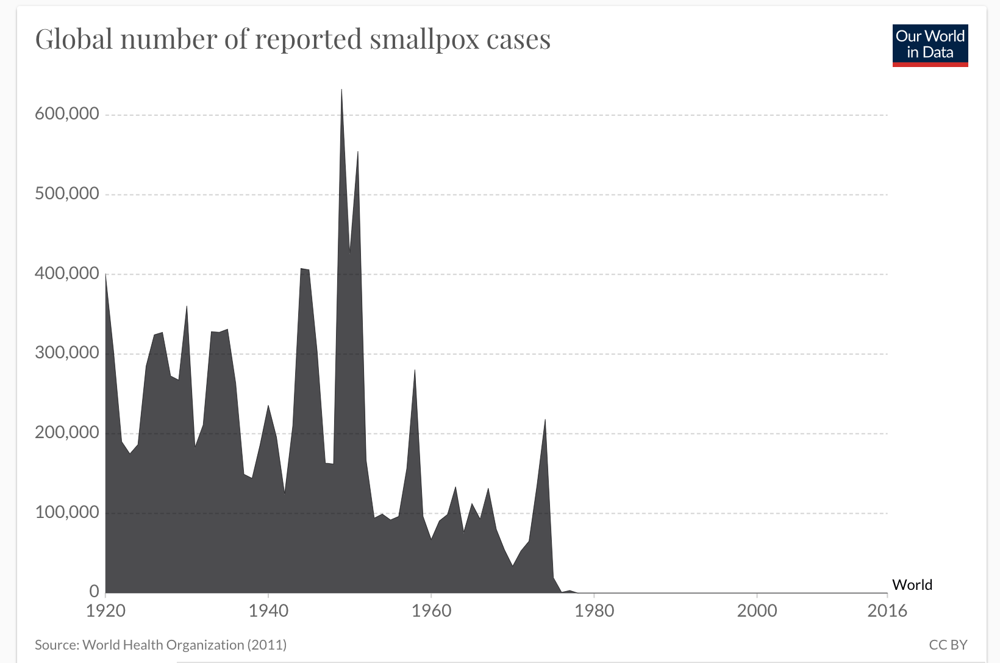 Global number of reported smallpox cases
Our World
in Data
600,000
500,000
400,000
300,000
200,000
100,000
0
World
1920 1940 1960 1980 2000 2016
Source: World Health Organization (2011)
CC BY